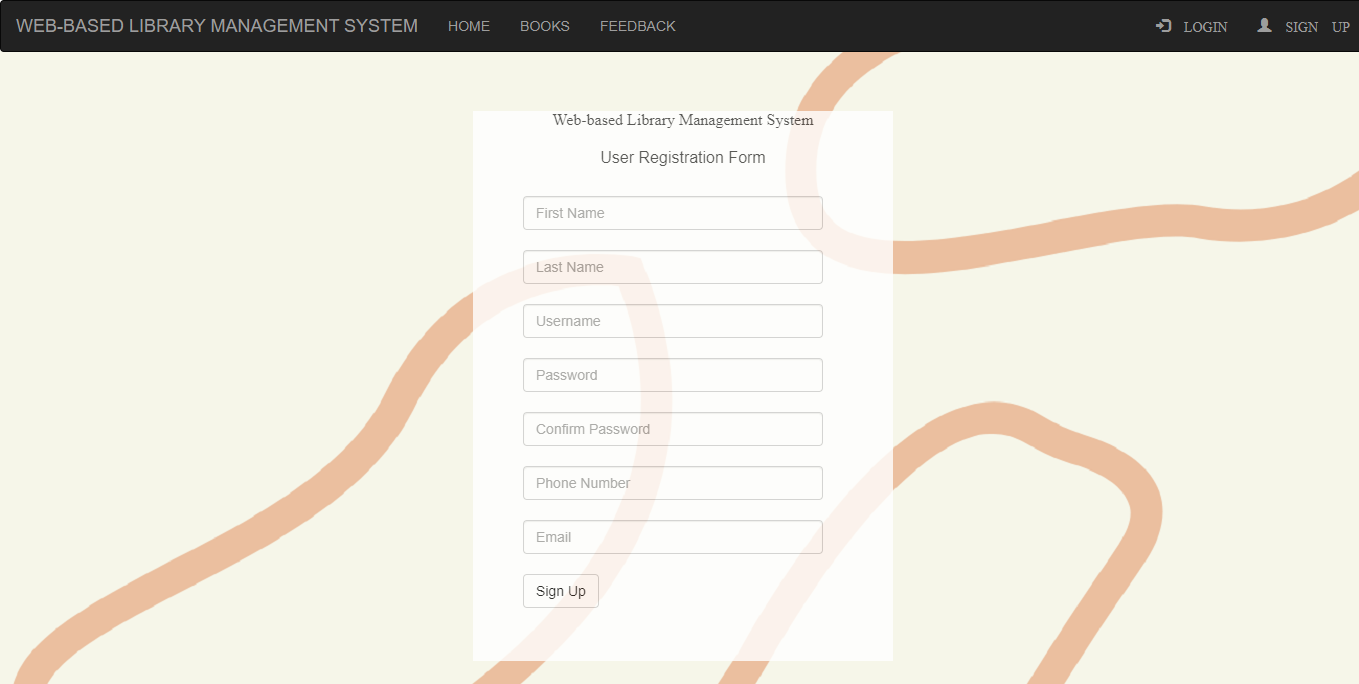 WEB-BASED LIBRARY MANAGEMENT SYSTEM HOME BOOKS FEEDBACK LOGIN SIGN UP
Web-based Library Management System
User Registration Form
First Name
Last Name
Username
Password
Confirm Password
Phone Number
Email
Sign Up